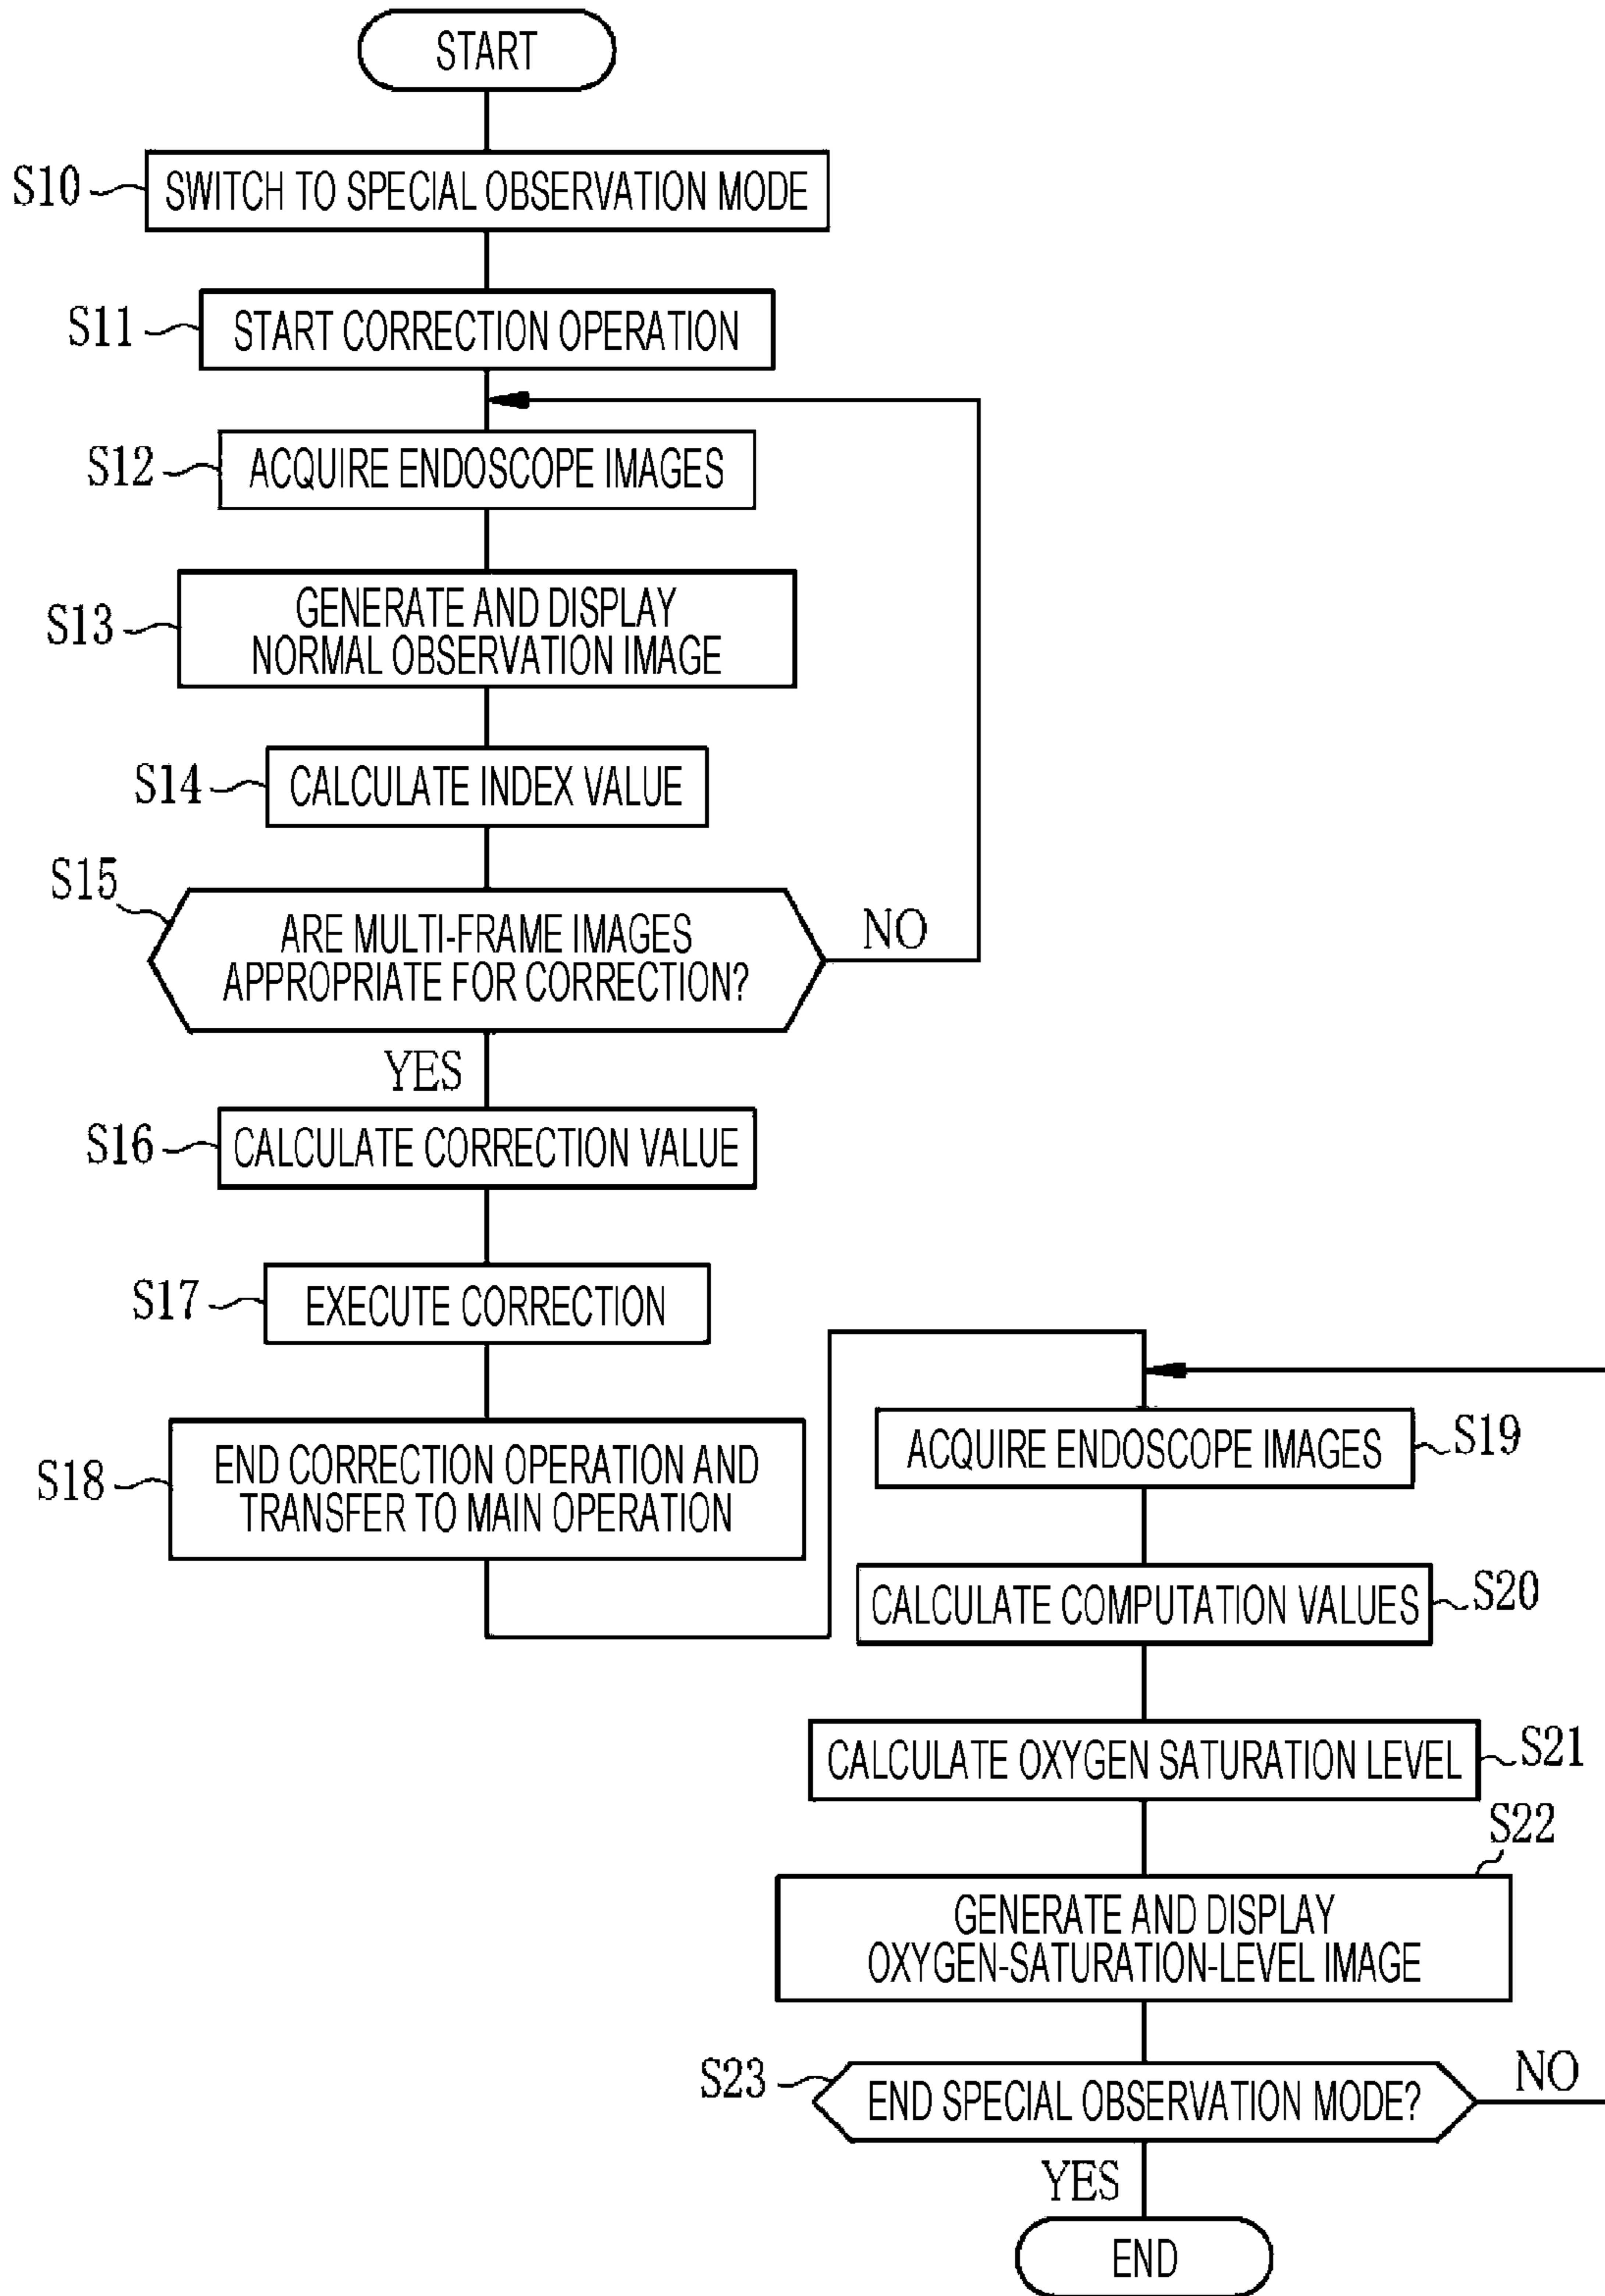 START
S10
SWITCH TO SPECIAL OBSERVATION MODE
S11
START CORRECTION OPERATION
S12
ACQUIRE ENDOSCOPE IMAGES
S13
GENERATE AND DISPLAY
NORMAL OBSERVATION IMAGE
S14
CALCULATE INDEX VALUE
S15
ARE MULTI-FRAME IMAGES
APPROPRIATE FOR CORRECTION?
NO
YES
S16
CALCULATE CORRECTION VALUE
S17
EXECUTE CORRECTION
S18
END CORRECTION OPERATION AND
TRANSFER TO MAIN OPERATION
ACQUIRE ENDOSCOPE IMAGES
S19
CALCULATE COMPUTATION VALUES
S20
CALCULATE OXYGEN SATURATION LEVEL
S21
S22
GENERATE AND DISPLAY
OXYGEN-SATURATION-LEVEL IMAGE
S23
END SPECIAL OBSERVATION MODE?
NO
YES
END